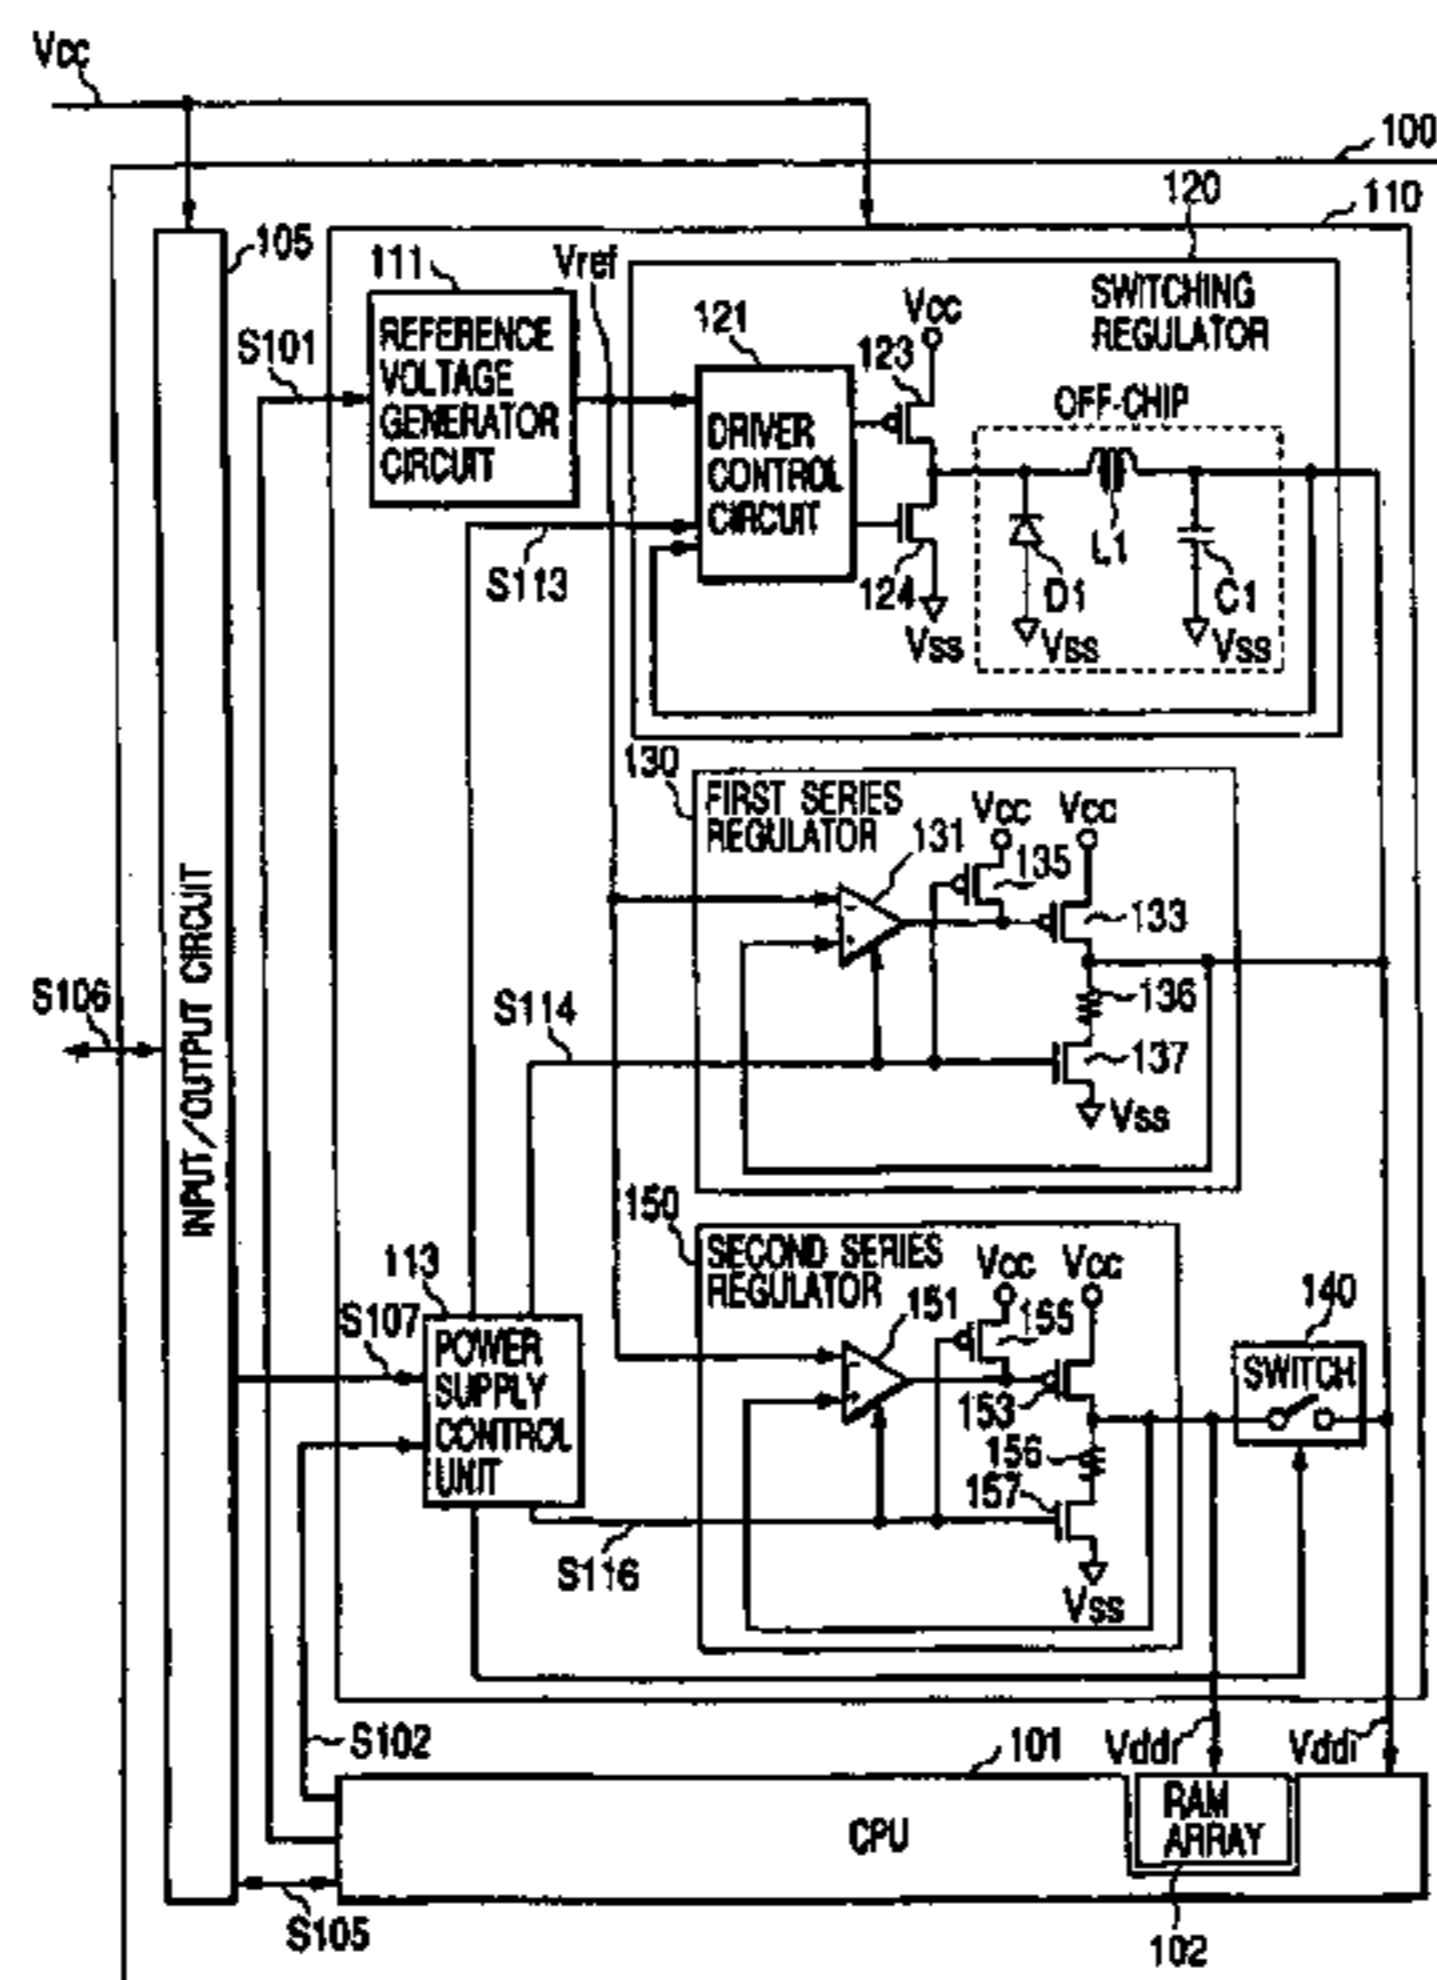 Vcc
100
120
110
105
111
Vref
SWITCHING
REGULATOR
S101
REFERENCE
VOLTAGE
GENERATOR
CIRCUIT
121
Vcc
123
OFF-CHIP
DRIVER
CONTROL
CIRCUIT
S113
124
Vss
D1
Vss
L1
C1
Vss
130
FIRST SERIES
REGULATOR
131
Vcc
Vcc
135
133
INPUT/OUTPUT CIRCUIT
S106
S114
136
137
Vss
150
SECOND SERIES
REGULATOR
151
Vcc
Vcc
155
140
SWITCH
113
S107
POWER
SUPPLY
CONTROL
UNIT
153
156
157
S116
Vss
S102
101
Vddr
Vddi
CPU
RAM
ARRAY
S105
102